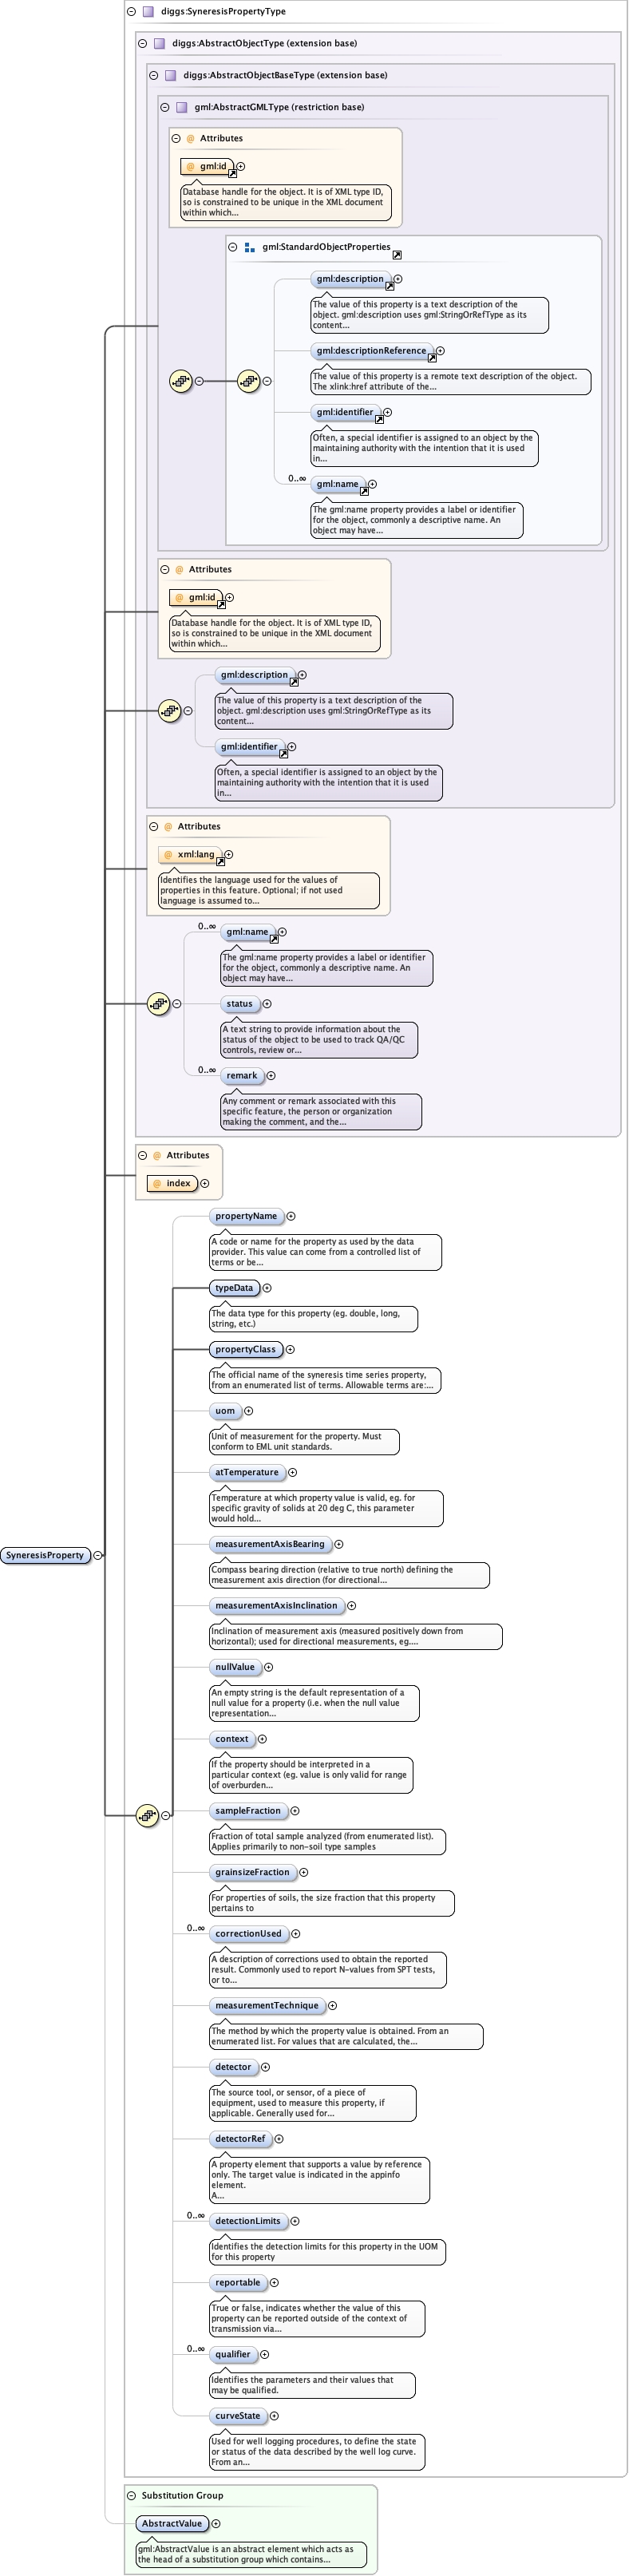 diggs:SyneresisPropertyType
diggs:AbstractObjectType (extension base)
diggs:AbstractObjectBaseType (extension base)
gml:AbstractGMLType (restriction base)
@ Attributes
@ gml:id
Database handle for the object. It is of XML type ID,
so is constrained to be unique in the XML document
within which...
gml:StandardObjectProperties
gml:description
The value of this property is a text description of the
object. gml:description uses gml:StringOrRefType as its
content...
gml:descriptionReference
The value of this property is a remote text description of the object.
The xlink:href attribute of the...
gml:identifier
Often, a special identifier is assigned to an object by the
maintaining authority with the intention that it is used
in...
0..∞
gml:name
The gml:name property provides a label or identifier
for the object, commonly a descriptive name. An
object may have...
@ Attributes
@ gml:id
Database handle for the object. It is of XML type ID,
so is constrained to be unique in the XML document
within which...
gml:description
The value of this property is a text description of the
object. gml:description uses gml:StringOrRefType as its
content...
gml:identifier
Often, a special identifier is assigned to an object by the
maintaining authority with the intention that it is used
in...
@ Attributes
@ xml:lang
Identifies the language used for the values of
properties in this feature. Optional; if not used
language is assumed to...
0..∞
gml:name
The gml:name property provides a label or identifier
for the object, commonly a descriptive name. An
object may have...
status
A text string to provide information about the
status of the object to be used to track QA/QC
controls, review or...
0..∞
remark
Any comment or remark associated with this
specific feature, the person or organization
making the comment, and the...
@ Attributes
@ index
propertyName
A code or name for the property as used by the data
provider. This value can come from a controlled list of
terms or be...
typeData
The data type for this property (eg. double, long,
string, etc.)
propertyClass
The official name of the syneresis time series property,
from an enumerated list of terms. Allowable terms are:...
uom
Unit of measurement for the property. Must
conform to EML unit standards.
atTemperature
Temperature at which property value is valid, eg. for
specific gravity of solids at 20 deg C, this parameter
would hold...
measurementAxisBearing
Compass bearing direction (relative to true north) defining the
measurement axis direction (for directional...
SyneresisProperty
measurementAxisInclination
Inclination of measurement axis (measured positively down from
horizontal); used for directional measurements, eg....
nullValue
An empty string is the default representation of a
null value for a property (i.e. when the null value
representation...
context
If the property should be interpreted in a
particular context (eg. value is only valid for range
of overburden...
sampleFraction
Fraction of total sample analyzed (from enumerated list).
Applies primarily to non-soil type samples
grainsizeFraction
For properties of soils, the size fraction that this property
pertains to
0..∞
correctionUsed
A description of corrections used to obtain the reported
result. Commonly used to report N-values from SPT tests,
or to...
measurementTechnique
The method by which the property value is obtained. From an
enumerated list. For values that are calculated, the...
detector
The source tool, or sensor, of a piece of
equipment, used to measure this property, if
applicable. Generally used for...
detectorRef
A property element that supports a value by reference
only. The target value is indicated in the appinfo
element.
A...
0..∞
detectionLimits
Identifies the detection limits for this property in the UOM
for this property
reportable
True or false, indicates whether the value of this
property can be reported outside of the context of
transmission via...
0..∞
qualifier
Identifies the parameters and their values that
may be qualified.
curveState
Used for well logging procedures, to define the state
or status of the data described by the well log curve.
From an...
Substitution Group
AbstractValue
gml:AbstractValue is an abstract element which acts as
the head of a substitution group which contains...